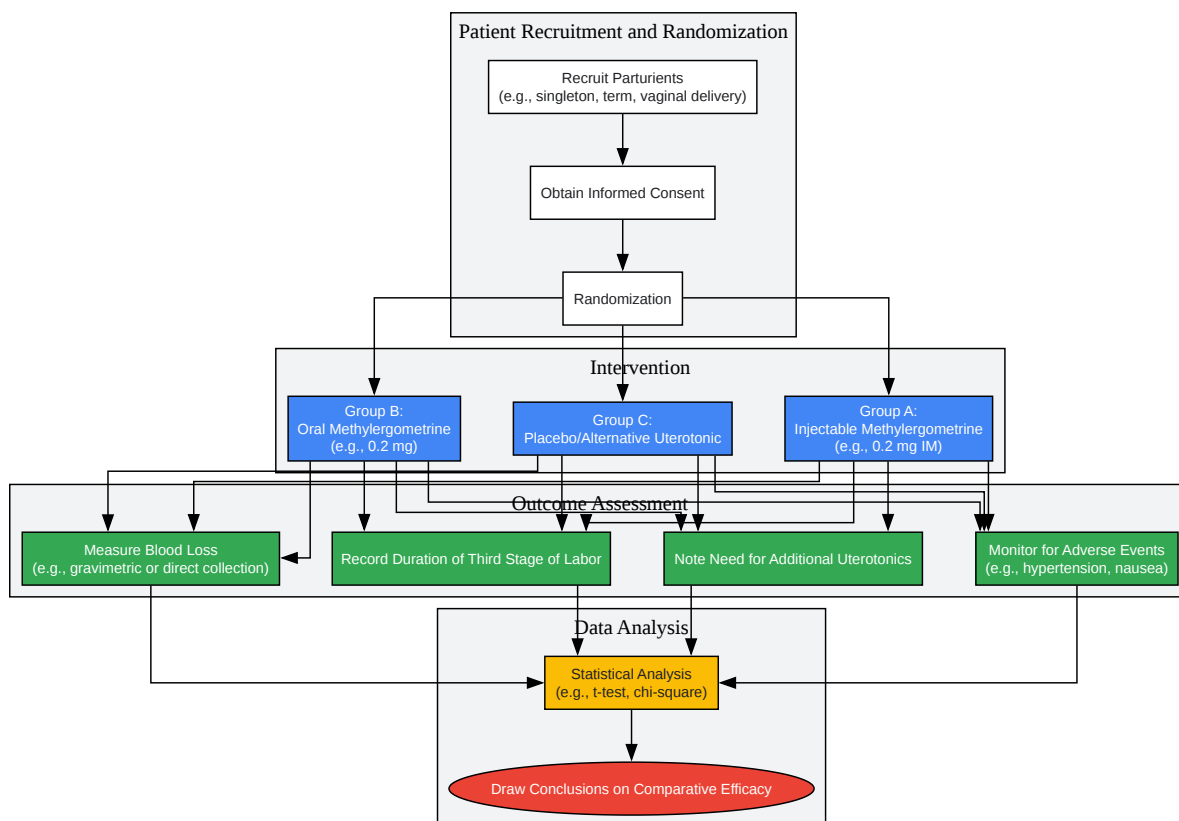 Patient Recruitment and Randomization
Recruit Parturients
(e.g., singleton, term, vaginal delivery)
Obtain Informed Consent
Randomization
Intervention
Group B:
Oral Methylergometrine
(e.g., 0.2 mg)
Group C:
Placebo/Alternative Uterotonic
Group A:
Injectable Methylergometrine
(e.g., 0.2 mg IM)
Outcome Assessment
Measure Blood Loss
(e.g., gravimetric or direct collection)
Record Duration of Third Stage of Labor
Note Need for Additional Uterotonics
Monitor for Adverse Events
(e.g., hypertension, nausea)
Data Analysis
Statistical Analysis
(e.g., t-test, chi-square)
Draw Conclusions on Comparative Efficacy